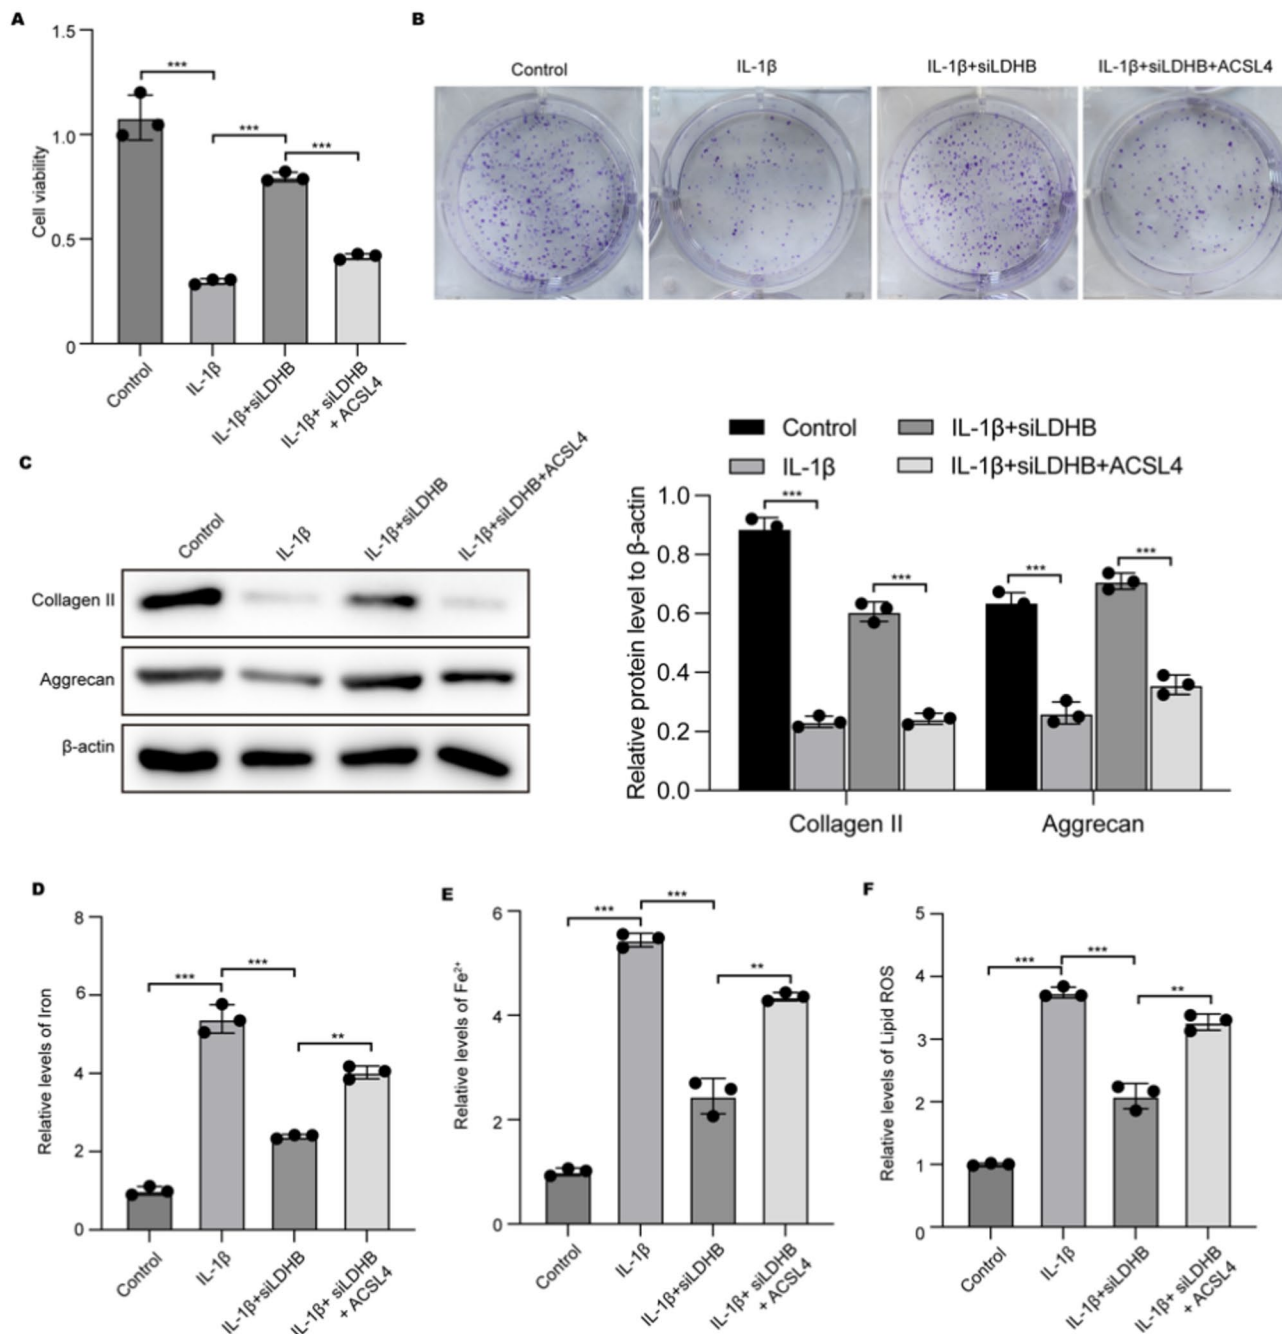 A
1.5
1.0
0.5
0
Cell viability
***
***
***
Control
IL-1β
IL-1β+siLDHB
IL-1β+ siLDHB
+ ACSL4
B
Control
IL-1β
IL-1β+siLDHB
IL-1β+siLDHB+ACSL4
C
Control
IL-1β
IL-1β+siLDHB
IL-1β+siLDHB+ACSL4
Collagen II
Aggrecan
β-actin
Control
IL-1β+siLDHB
IL-1β
IL-1β+siLDHB+ACSL4
Relative protein level to β-actin
1.0
0.8
0.6
0.4
0.2
0.0
***
***
***
***
Collagen II
Aggrecan
D
Relative levels of Iron
8
6
4
2
0
***
***
**
Control
IL-1β
IL-1β+siLDHB
IL-1β+ siLDHB
+ ACSL4
E
Relative levels of Fe²⁺
6
4
2
0
***
***
**
Control
IL-1β
IL-1β+siLDHB
IL-1β+ siLDHB
+ ACSL4
F
Relative levels of Lipid ROS
5
4
3
2
1
0
***
***
**
Control
IL-1β
IL-1β+siLDHB
IL-1β+ siLDHB
+ ACSL4